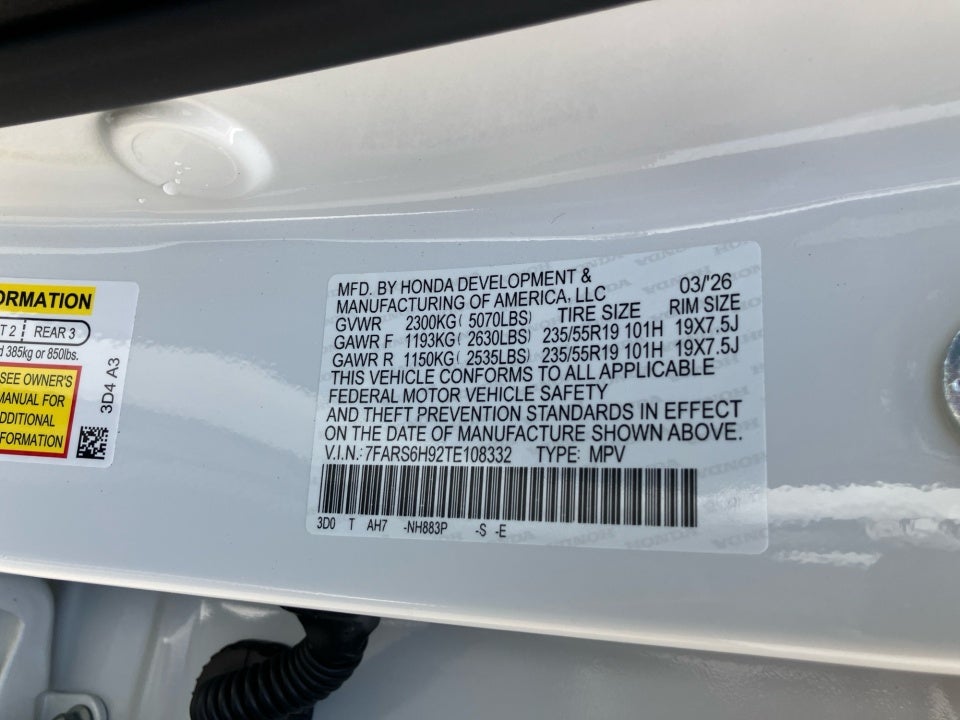 ORMATION
T 2 REAR 3
d 385kg or 850lbs.
SEE OWNER'S
MANUAL FOR
DDITIONAL
FORMATION
3D4 A3
MFD. BY HONDA DEVELOPMENT &
MANUFACTURING OF AMERICA, LLC 03/'26
GVWR 2300KG( 5070LBS) TIRE SIZE RIM SIZE
GAWR F 1193KG( 2630LBS) 235/55R19 101H 19X7.5J
GAWR R 1150KG( 2535LBS) 235/55R19 101H 19X7.5J
THIS VEHICLE CONFORMS TO ALL APPLICABLE
FEDERAL MOTOR VEHICLE SAFETY
AND THEFT PREVENTION STANDARDS IN EFFECT
ON THE DATE OF MANUFACTURE SHOWN ABOVE.
V.I.N.:7FARS6H92TE108332 TYPE: MPV
3D0 T AH7 -NH883P -S -E
HONDA